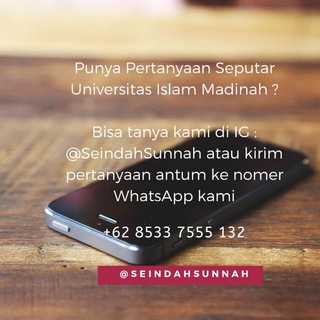 Punya Pertanyaan Seputar
Universitas Islam Madinah ?
Bisa tanya kami di IG :
@SeindahSunnah atau kirim
pertanyaan antum ke nomer
WhatsApp kami
+62 8533 7555 132
@SEINDAHSUNNAH